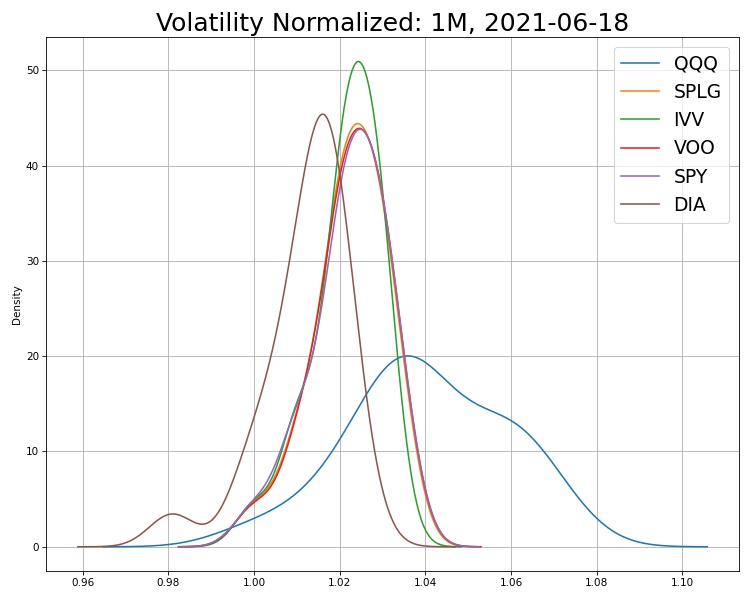 Volatility Normalized: 1M, 2021-06-18
QQQ
SPLG
IVV
VOO
SPY
DIA
Density
50
40
30
20
10
0
0.96 0.98 1.00 1.02 1.04 1.06 1.08 1.10